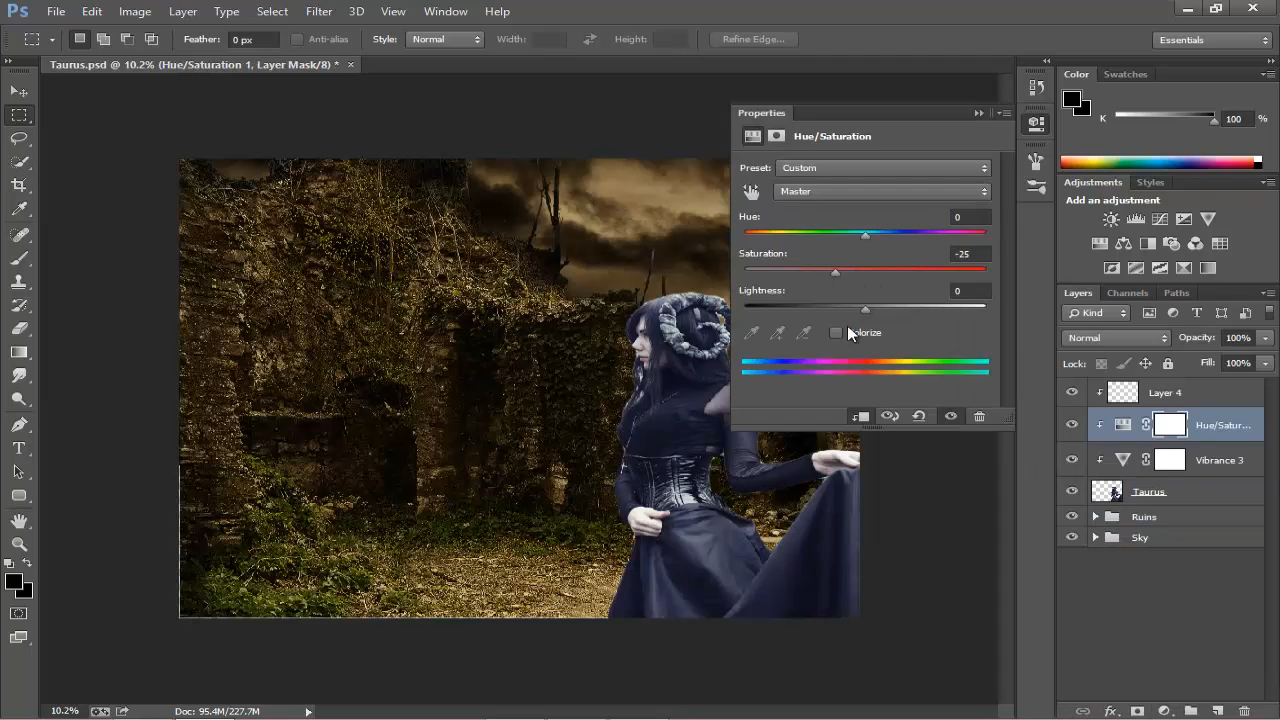 Ps File Edit Image Layer Type Select Filter 3D View Window Help
Feather: 0 px Anti-alias Style: Normal Width: Height: Refine Edge... Essentials
Taurus.psd @ 10.2% (Hue/Saturation 1, Layer Mask/8) * ×
Properties
Hue/Saturation
Preset: Custom
Master
Hue: 0
Saturation: -25
Lightness: 0
Color Swatches
K 100 %
Adjustments Styles
Add an adjustment
Layers Channels Paths
Kind
Normal Opacity: 100%
Lock: Fill: 100%
Layer 4
Hue/Satur...
Vibrance 3
Taurus
Ruins
Sky
10.2% Doc: 95.4M/227.7M